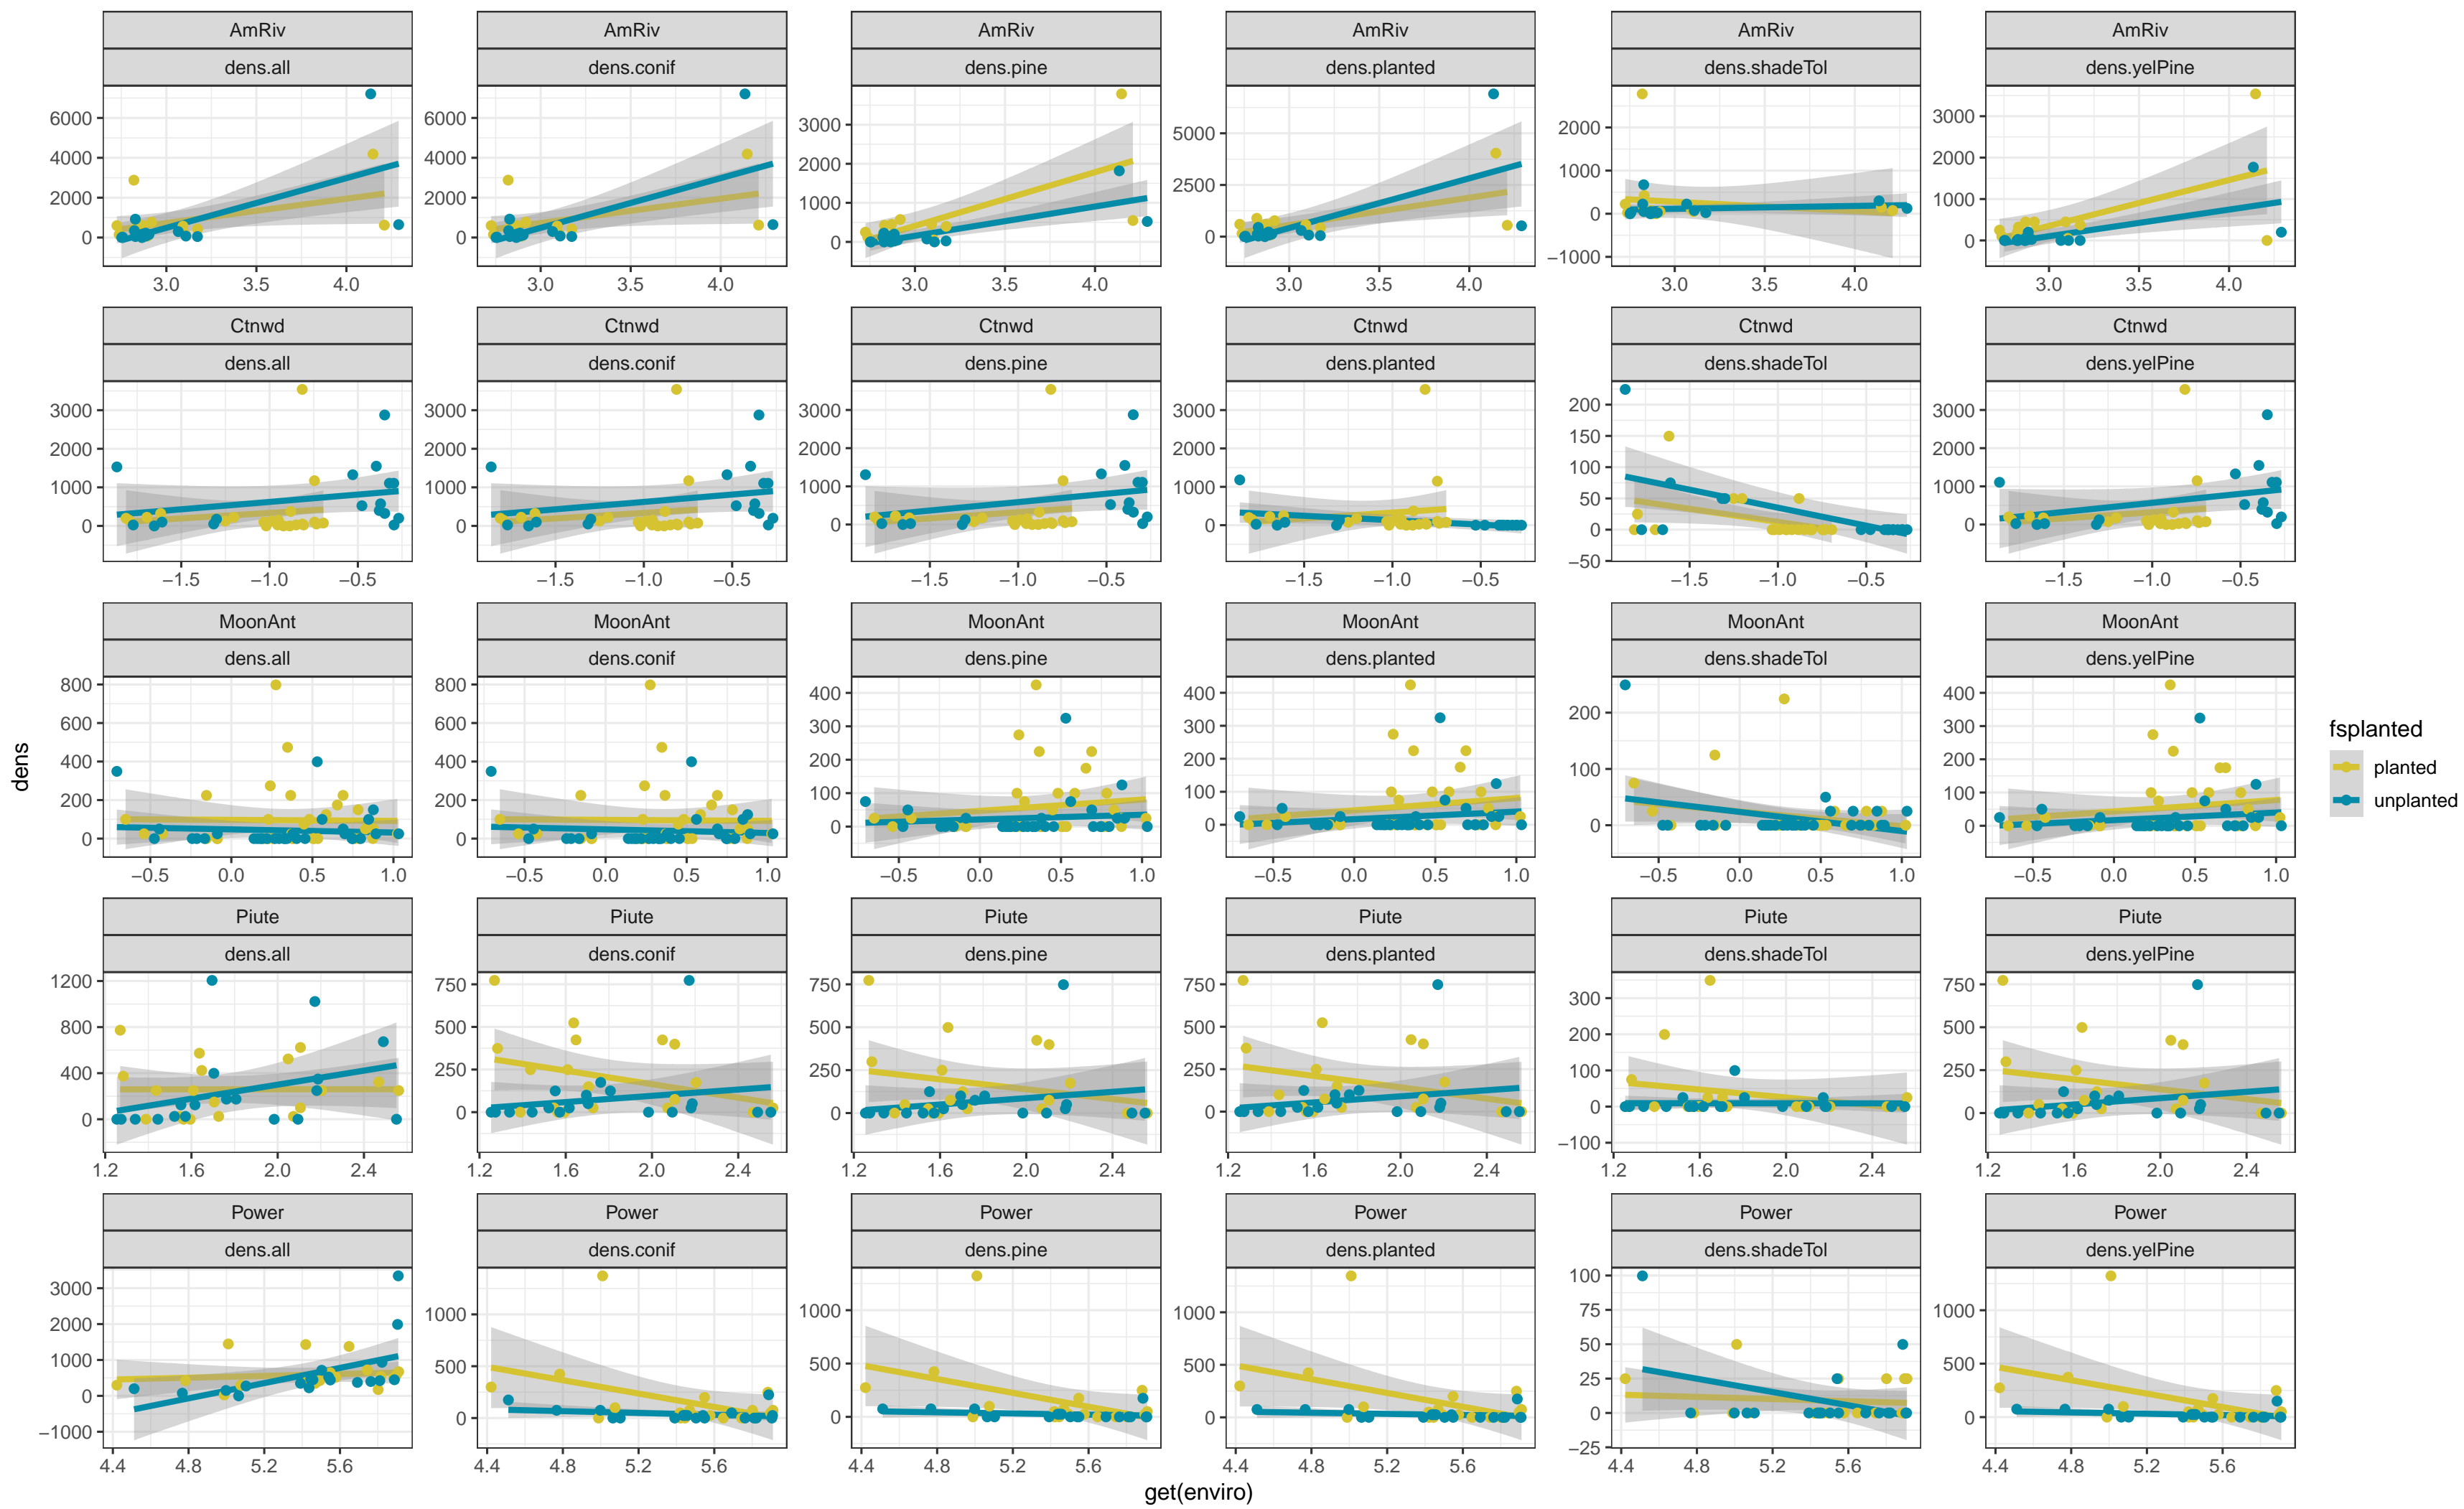 AmRiv AmRiv AmRiv AmRiv AmRiv AmRiv
dens.all dens.conif dens.pine dens.planted dens.shadeTol dens.yelPine
6000 4000 2000 0 6000 4000 2000 0 3000 2000 1000 0 5000 2500 0 2000 1000 0 −1000 3000 2000 1000 0
3.0 3.5 4.0 3.0 3.5 4.0 3.0 3.5 4.0 3.0 3.5 4.0 3.0 3.5 4.0 3.0 3.5 4.0
Ctnwd Ctnwd Ctnwd Ctnwd Ctnwd Ctnwd
dens.all dens.conif dens.pine dens.planted dens.shadeTol dens.yelPine
3000 2000 1000 0 3000 2000 1000 0 3000 2000 1000 0 3000 2000 1000 0 200 150 100 50 0 −50 3000 2000 1000 0
−1.5 −1.0 −0.5 −1.5 −1.0 −0.5 −1.5 −1.0 −0.5 −1.5 −1.0 −0.5 −1.5 −1.0 −0.5 −1.5 −1.0 −0.5
MoonAnt MoonAnt MoonAnt MoonAnt MoonAnt MoonAnt
dens.all dens.conif dens.pine dens.planted dens.shadeTol dens.yelPine
800 600 400 200 0 800 600 400 200 0 400 300 200 100 0 400 300 200 100 0 200 100 0 400 300 200 100 0
−0.5 0.0 0.5 1.0 −0.5 0.0 0.5 1.0 −0.5 0.0 0.5 1.0 −0.5 0.0 0.5 1.0 −0.5 0.0 0.5 1.0 −0.5 0.0 0.5 1.0
Piute Piute Piute Piute Piute Piute
dens.all dens.conif dens.pine dens.planted dens.shadeTol dens.yelPine
1200 800 400 0 750 500 250 0 750 500 250 0 750 500 250 0 300 200 100 0 −100 750 500 250 0
1.2 1.6 2.0 2.4 1.2 1.6 2.0 2.4 1.2 1.6 2.0 2.4 1.2 1.6 2.0 2.4 1.2 1.6 2.0 2.4 1.2 1.6 2.0 2.4
Power Power Power Power Power Power
dens.all dens.conif dens.pine dens.planted dens.shadeTol dens.yelPine
3000 2000 1000 0 −1000 1000 500 0 1000 500 0 1000 500 0 100 75 50 25 0 −25 1000 500 0
4.4 4.8 5.2 5.6 4.4 4.8 5.2 5.6 4.4 4.8 5.2 5.6 4.4 4.8 5.2 5.6 4.4 4.8 5.2 5.6 4.4 4.8 5.2 5.6
get(enviro)
dens
fsplanted
planted
unplanted